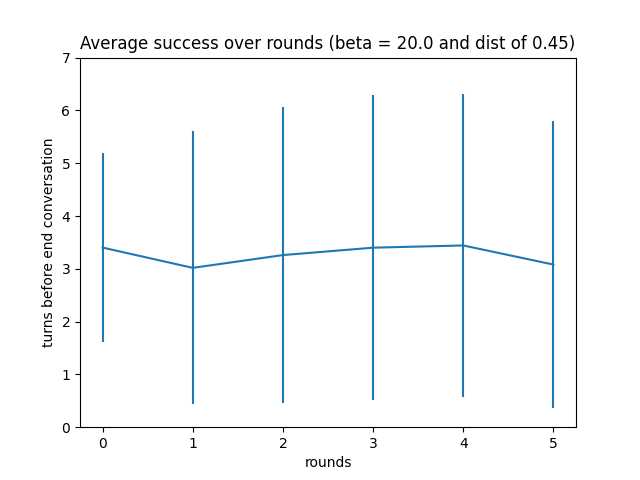 Average success over rounds (beta = 20.0 and dist of 0.45)
7
6
5
4
3
2
1
0
turns before end conversation
0 1 2 3 4 5
rounds